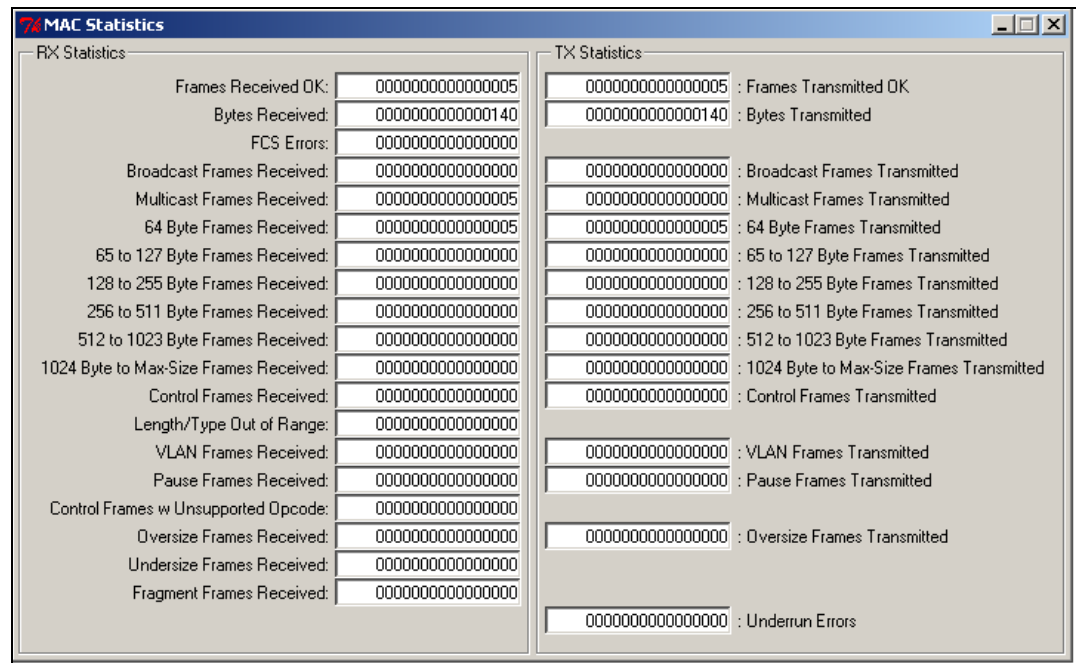 MAC Statistics
RX Statistics
Frames Received OK: 0000000000000005
Bytes Received: 0000000000000140
FCS Errors: 0000000000000000
Broadcast Frames Received: 0000000000000000
Multicast Frames Received: 0000000000000005
64 Byte Frames Received: 0000000000000005
65 to 127 Byte Frames Received: 0000000000000000
128 to 255 Byte Frames Received: 0000000000000000
256 to 511 Byte Frames Received: 0000000000000000
512 to 1023 Byte Frames Received: 0000000000000000
1024 Byte to Max-Size Frames Received: 0000000000000000
Control Frames Received: 0000000000000000
Length/Type Out of Range: 0000000000000000
VLAN Frames Received: 0000000000000000
Pause Frames Received: 0000000000000000
Control Frames w Unsupported Opcode: 0000000000000000
Oversize Frames Received: 0000000000000000
Undersize Frames Received: 0000000000000000
Fragment Frames Received: 0000000000000000
TX Statistics
0000000000000005 : Frames Transmitted OK
0000000000000140 : Bytes Transmitted
0000000000000000 : Broadcast Frames Transmitted
0000000000000000 : Multicast Frames Transmitted
0000000000000005 : 64 Byte Frames Transmitted
0000000000000000 : 65 to 127 Byte Frames Transmitted
0000000000000000 : 128 to 255 Byte Frames Transmitted
0000000000000000 : 256 to 511 Byte Frames Transmitted
0000000000000000 : 512 to 1023 Byte Frames Transmitted
0000000000000000 : 1024 Byte to Max-Size Frames Transmitted
0000000000000000 : Control Frames Transmitted
0000000000000000 : VLAN Frames Transmitted
0000000000000000 : Pause Frames Transmitted
0000000000000000 : Oversize Frames Transmitted
0000000000000000 : Underrun Errors